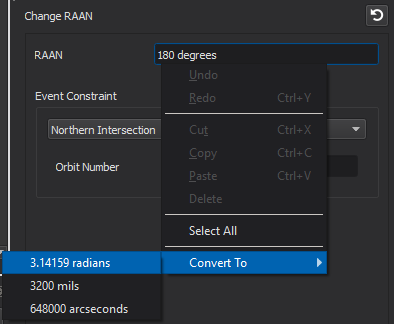 Change RAAN
RAAN 180 degrees
Undo
Redo Ctrl+Y
Event Constraint
Northern Intersection
Cut Ctrl+X
Copy Ctrl+C
Orbit Number
Paste Ctrl+V
Delete
Select All
Convert To
3.14159 radians
3200 mils
648000 arcseconds